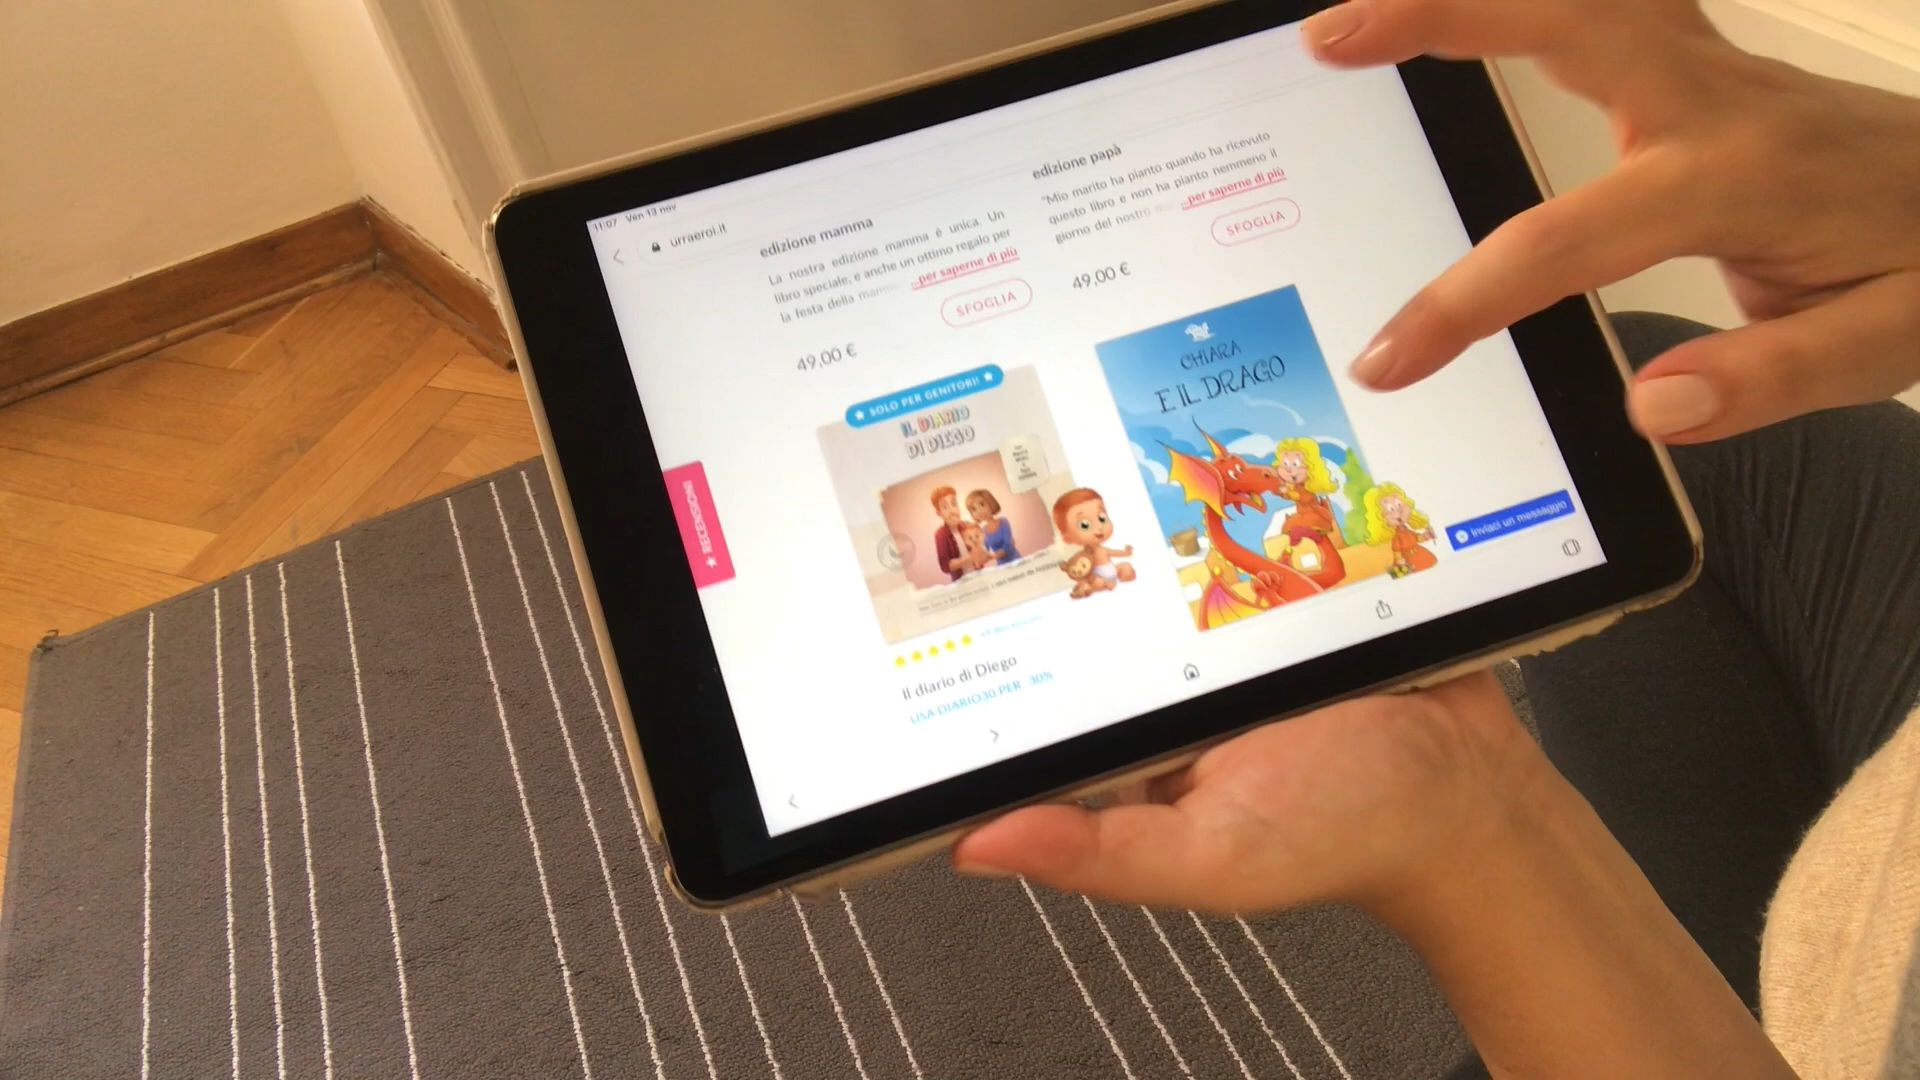 11:07 Ven 13 nov
urraeroi.it
edizione mamma
La nostra edizione mamma è unica. Un
libro speciale, e anche un ottimo regalo per
la festa della mamma ...per saperne di più
SFOGLIA
49,00 €
edizione papà
"Mio marito ha pianto quando ha ricevuto
questo libro e non ha pianto nemmeno il
giorno del nostro ...per saperne di più
SFOGLIA
49,00 €
★ SOLO PER GENITORI! ★
IL DIARIO
DI DIEGO
Il diario di Diego
USA DIARIO30 PER -30%
CHIARA
E IL DRAGO
★ RECENSIONI
Inviaci un messaggio